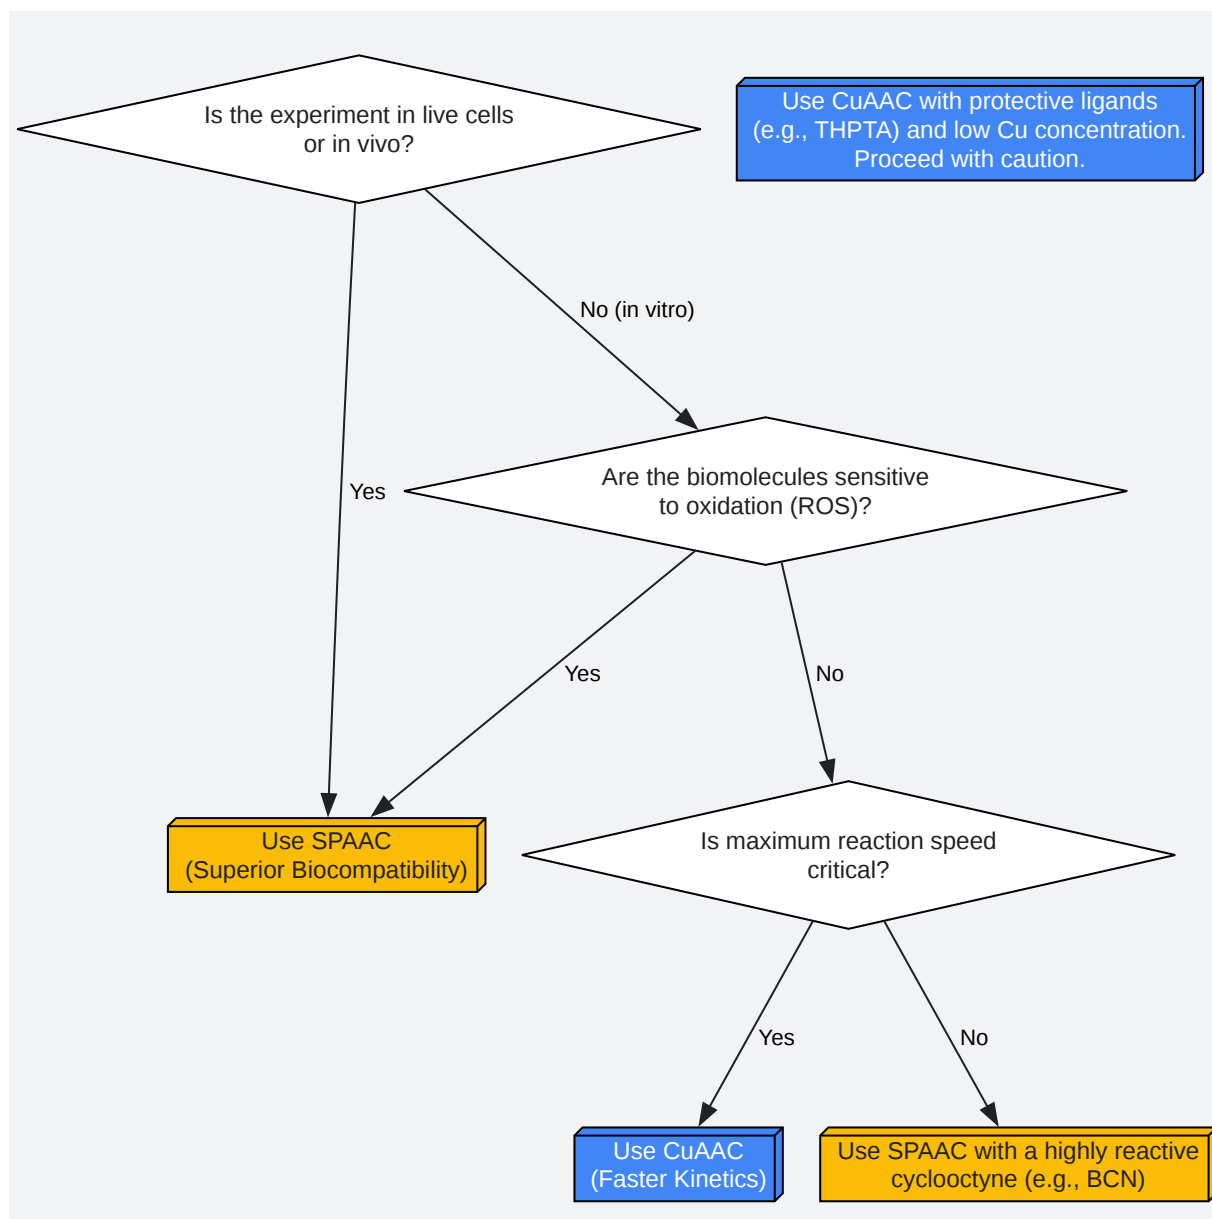 Is the experiment in live cells
or in vivo?
Use CuAAC with protective ligands
(e.g., THPTA) and low Cu concentration.
Proceed with caution.
No (in vitro)
Yes
Are the biomolecules sensitive
to oxidation (ROS)?
Yes
No
Use SPAAC
(Superior Biocompatibility)
Is maximum reaction speed
critical?
Yes
No
Use CuAAC
(Faster Kinetics)
Use SPAAC with a highly reactive
cyclooctyne (e.g., BCN)